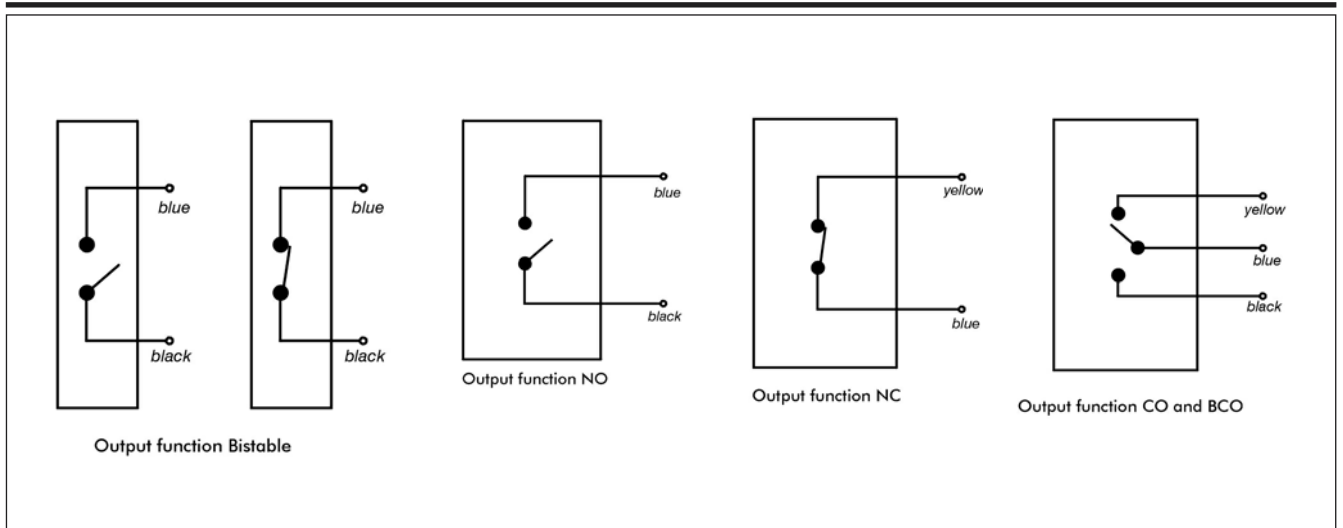 blue
black
Output function Bistable
blue
black
blue
black
Output function NO
yellow
blue
Output function NC
yellow
blue
black
Output function CO and BCO